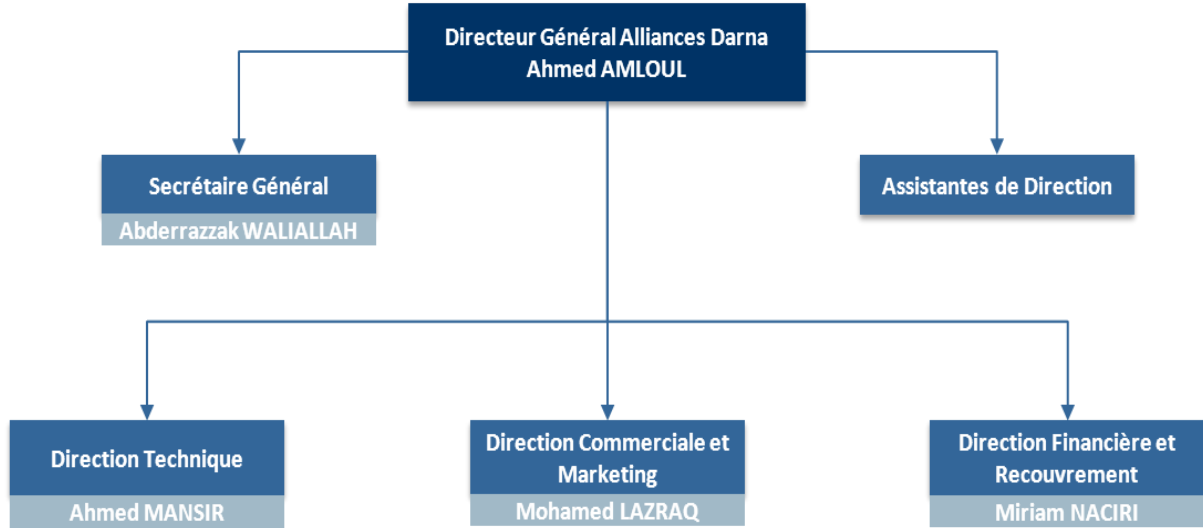 Directeur Général Alliances Darna
Ahmed AMLOUL
Secrétaire Général
Abderrazzak WALIALLAH
Assistantes de Direction
Direction Technique
Ahmed MANSIR
Direction Commerciale et
Marketing
Mohamed LAZRAQ
Direction Financière et
Recouvrement
Miriam NACIRI